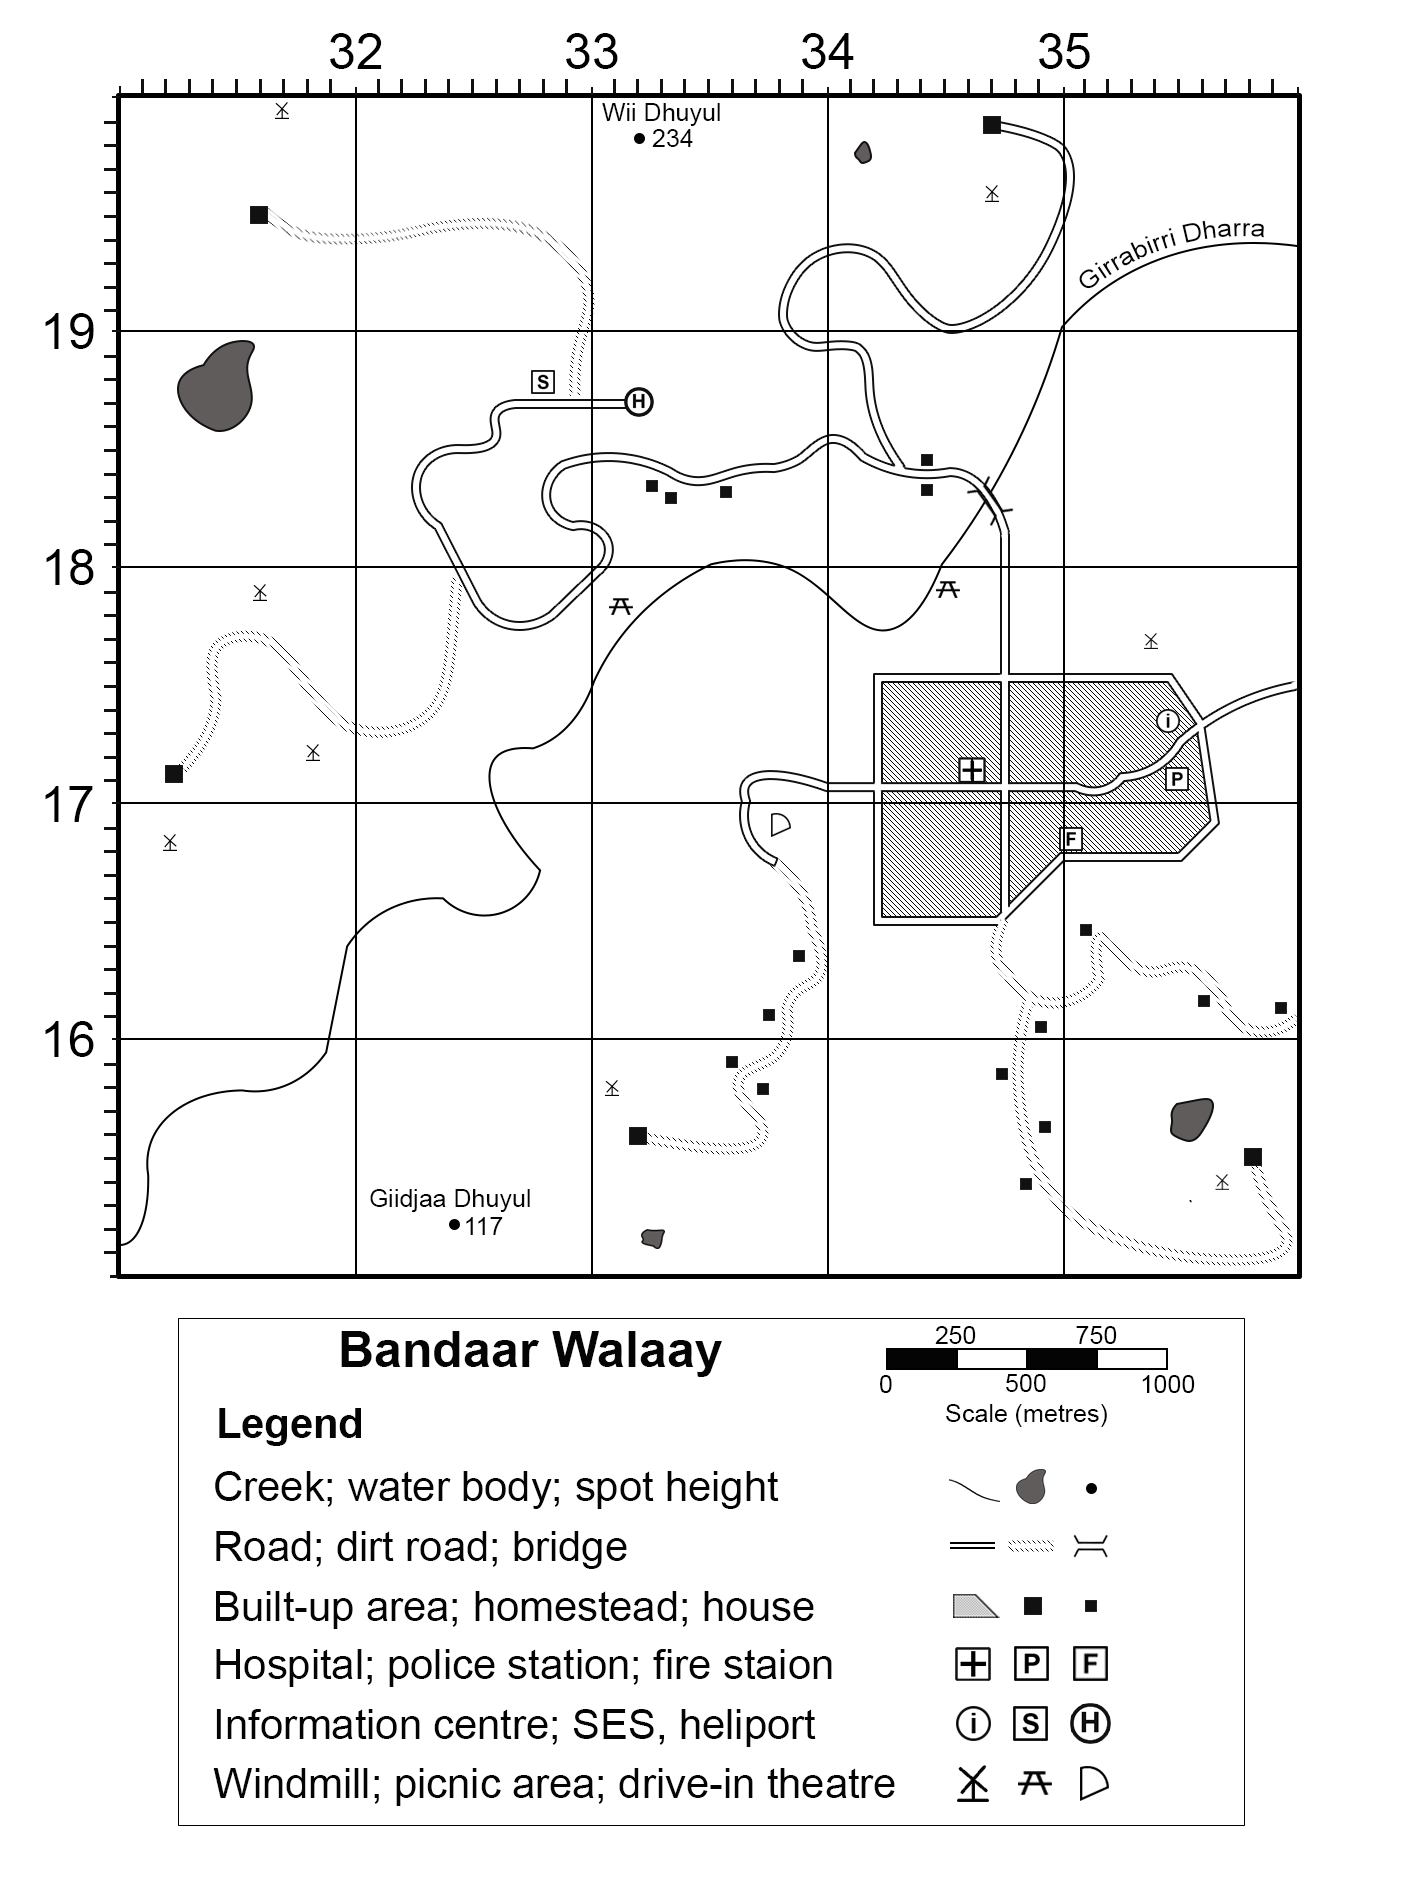 32 33 34 35
Wii Dhuyul
234
Girrabirri Dharra
19
S
H
18
i
P
17
F
16
Giidjaa Dhuyul
117
Bandaar Walaay
250 750
0 500 1000
Scale (metres)
Legend
Creek; water body; spot height
Road; dirt road; bridge
Built-up area; homestead; house
Hospital; police station; fire staion
P F
Information centre; SES, heliport
i S H
Windmill; picnic area; drive-in theatre